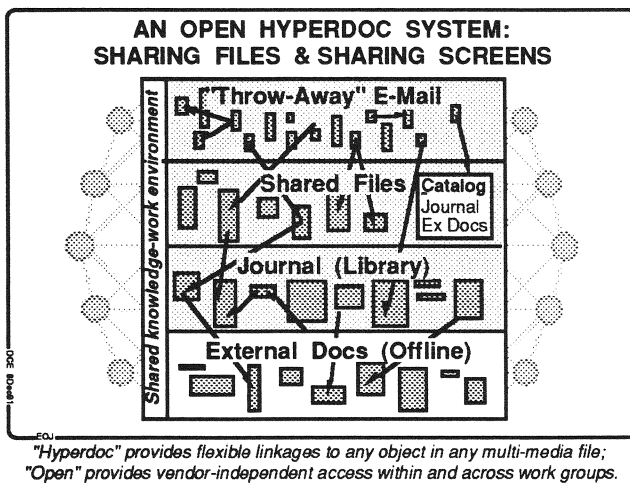 AN OPEN HYPERDOC SYSTEM:
SHARING FILES & SHARING SCREENS
Shared knowledge-work environment
"Throw-Away" E-Mail
Shared Files
Catalog
Journal
Ex Docs
Journal (Library)
External Docs (Offline)
"Hyperdoc" provides flexible linkages to any object in any multi-media file;
"Open" provides vendor-independent access within and across work groups.